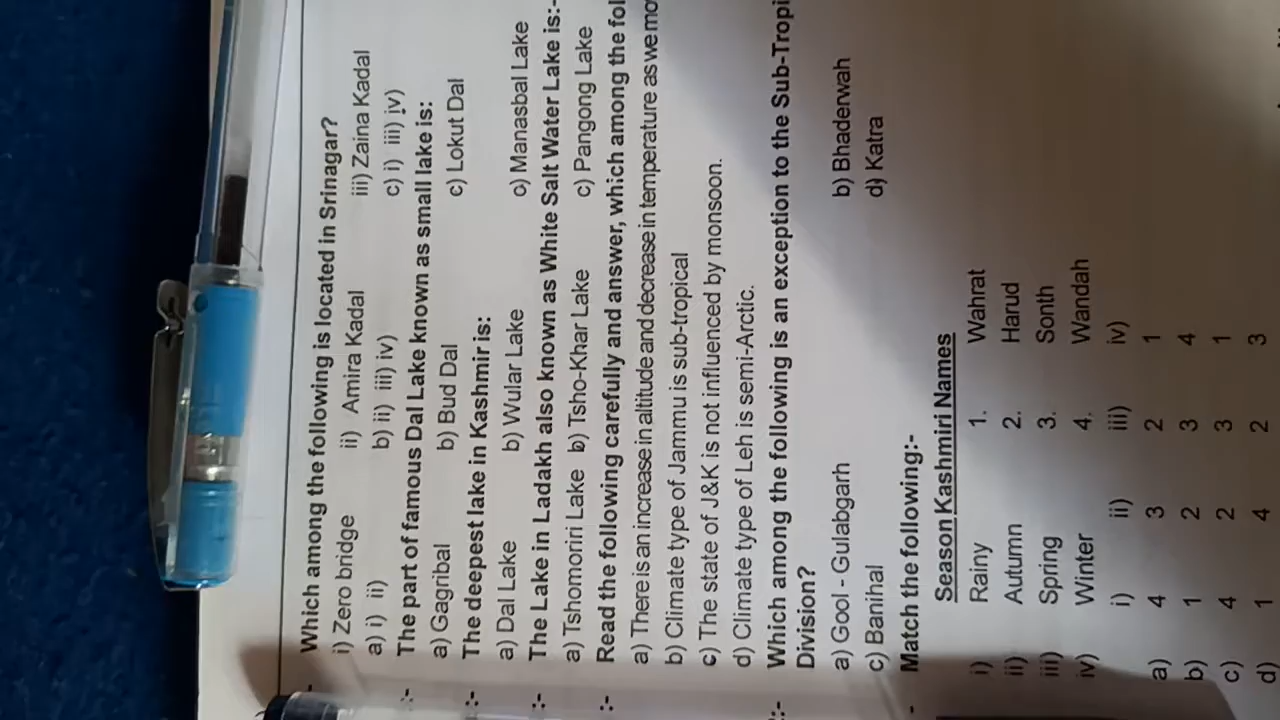 Which among the following is located in Srinagar?
i) Zero bridge ii) Amira Kadal iii) Zaina Kadal
a) i) ii) b) ii) iii) iv) c) i) iii) iv)
:- The part of famous Dal Lake known as small lake is:
a) Gagribal b) Bud Dal c) Lokut Dal
:- The deepest lake in Kashmir is:
a) Dal Lake b) Wular Lake c) Manasbal Lake
:- The Lake in Ladakh also known as White Salt Water Lake is:-
a) Tshomoriri Lake b) Tsho-Khar Lake c) Pangong Lake
:- Read the following carefully and answer, which among the fol
a) There is an increase in altitude and decrease in temperature as we mo
b) Climate type of Jammu is sub-tropical
c) The state of J&K is not influenced by monsoon.
d) Climate type of Leh is semi-Arctic.
:- Which among the following is an exception to the Sub-Tropi
Division?
a) Gool - Gulabgarh b) Bhaderwah
c) Banihal d) Katra
- Match the following:-
Season Kashmiri Names
i) Rainy 1. Wahrat
ii) Autumn 2. Harud
iii) Spring 3. Sonth
iv) Winter 4. Wandah
i) ii) iii) iv)
a) 4 3 2 1
b) 1 2 3 4
c) 4 2 3 1
d) 1 4 2 3